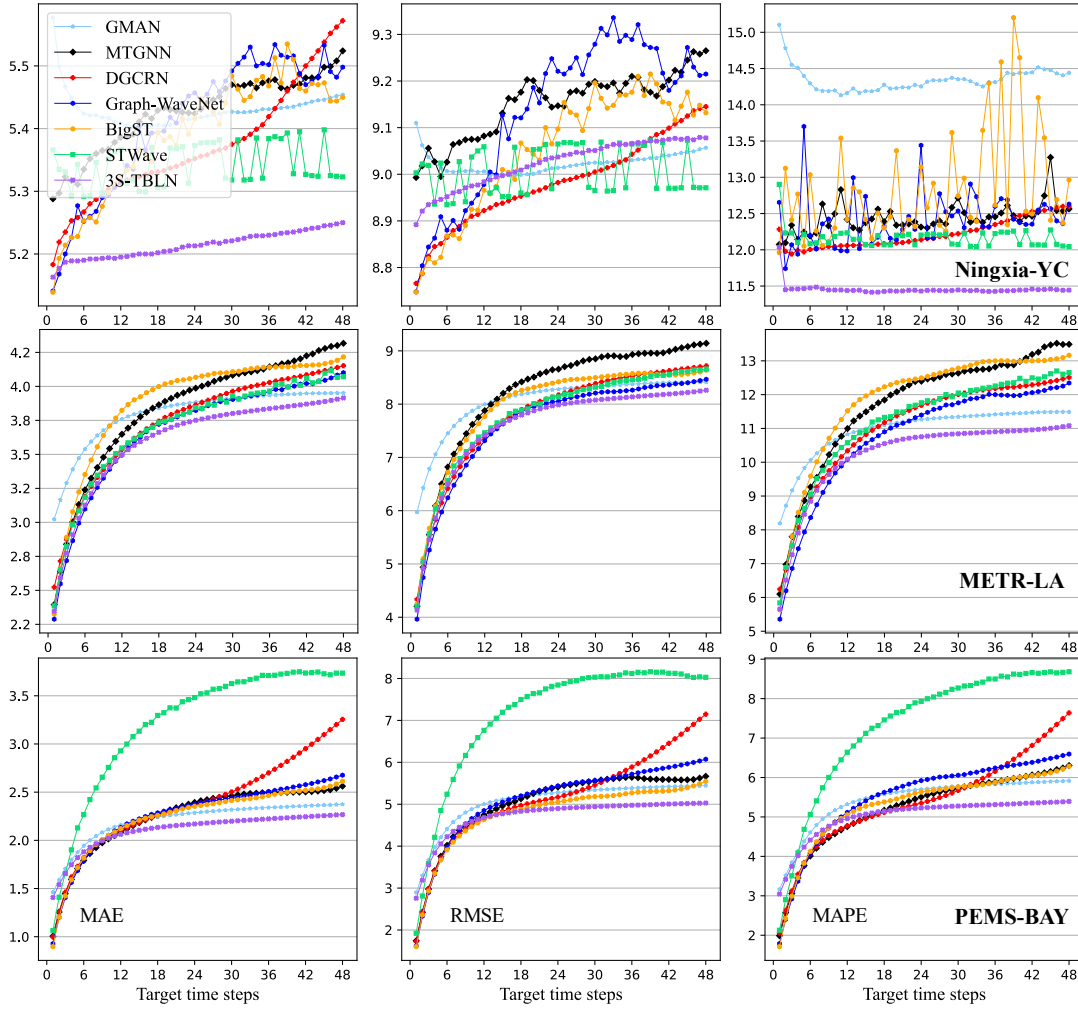 GMAN
MTGNN
DGCRN
Graph-WaveNet
BigST
STWave
3S-TBLN
5.5
5.4
5.3
5.2
0 6 12 18 24 30 36 42 48
9.3
9.2
9.1
9.0
8.9
8.8
0 6 12 18 24 30 36 42 48
15.0
14.5
14.0
13.5
13.0
12.5
12.0
11.5
Ningxia-YC
0 6 12 18 24 30 36 42 48
4.2
4.0
3.8
3.5
3.2
3.0
2.8
2.5
2.2
0 6 12 18 24 30 36 42 48
9
8
7
6
5
4
0 6 12 18 24 30 36 42 48
13
12
11
10
9
8
7
6
5
METR-LA
0 6 12 18 24 30 36 42 48
3.5
3.0
2.5
2.0
1.5
1.0
MAE
0 6 12 18 24 30 36 42 48
Target time steps
8
7
6
5
4
3
2
RMSE
0 6 12 18 24 30 36 42 48
Target time steps
9
8
7
6
5
4
3
2
MAPE
PEMS-BAY
0 6 12 18 24 30 36 42 48
Target time steps